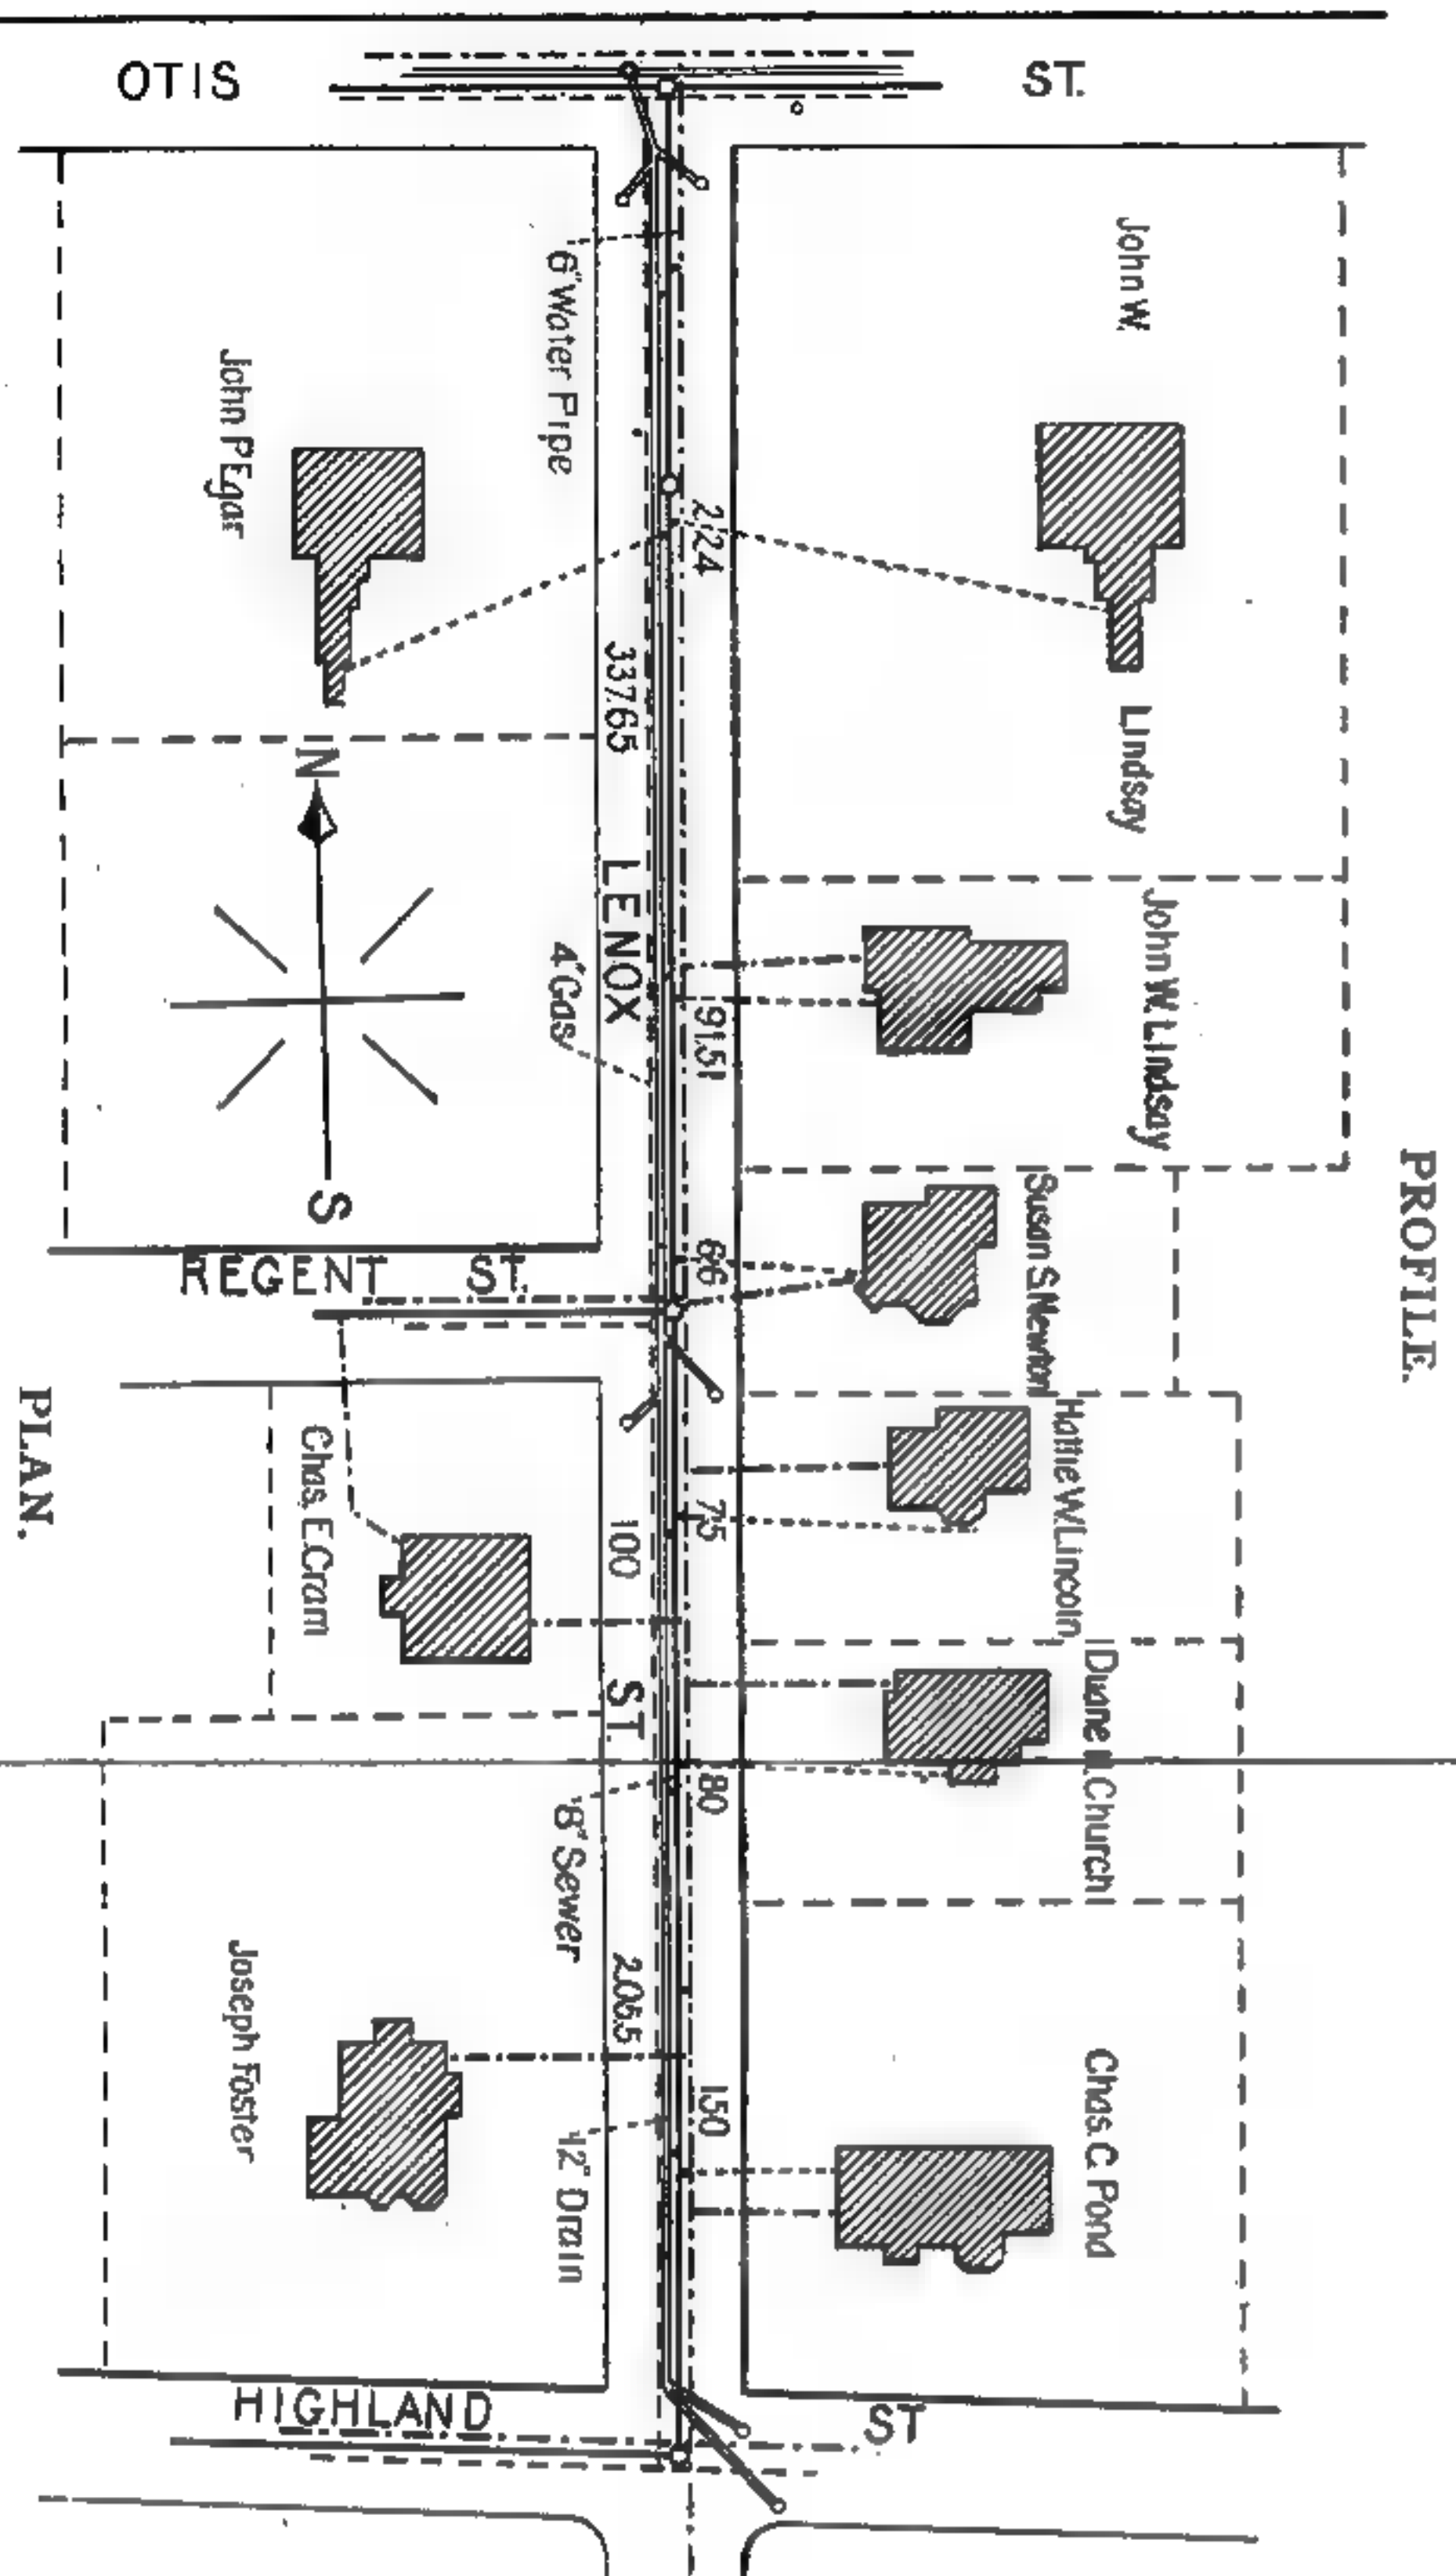 OTIS ST.
John W. Lindsay
6" Water Pipe
John P Egar
224
337.65
N
LENOX ST.
4" Gas
91.51
John W. Lindsay
S
REGENT ST.
66
Susan S Newton
PROFILE.
PLAN.
Chas. E. Cram
100
75
Hattie W. Lincoln
Duane Church
80
8" Sewer
206.5
Joseph Foster
150
12" Drain
Chas. C. Pond
HIGHLAND ST